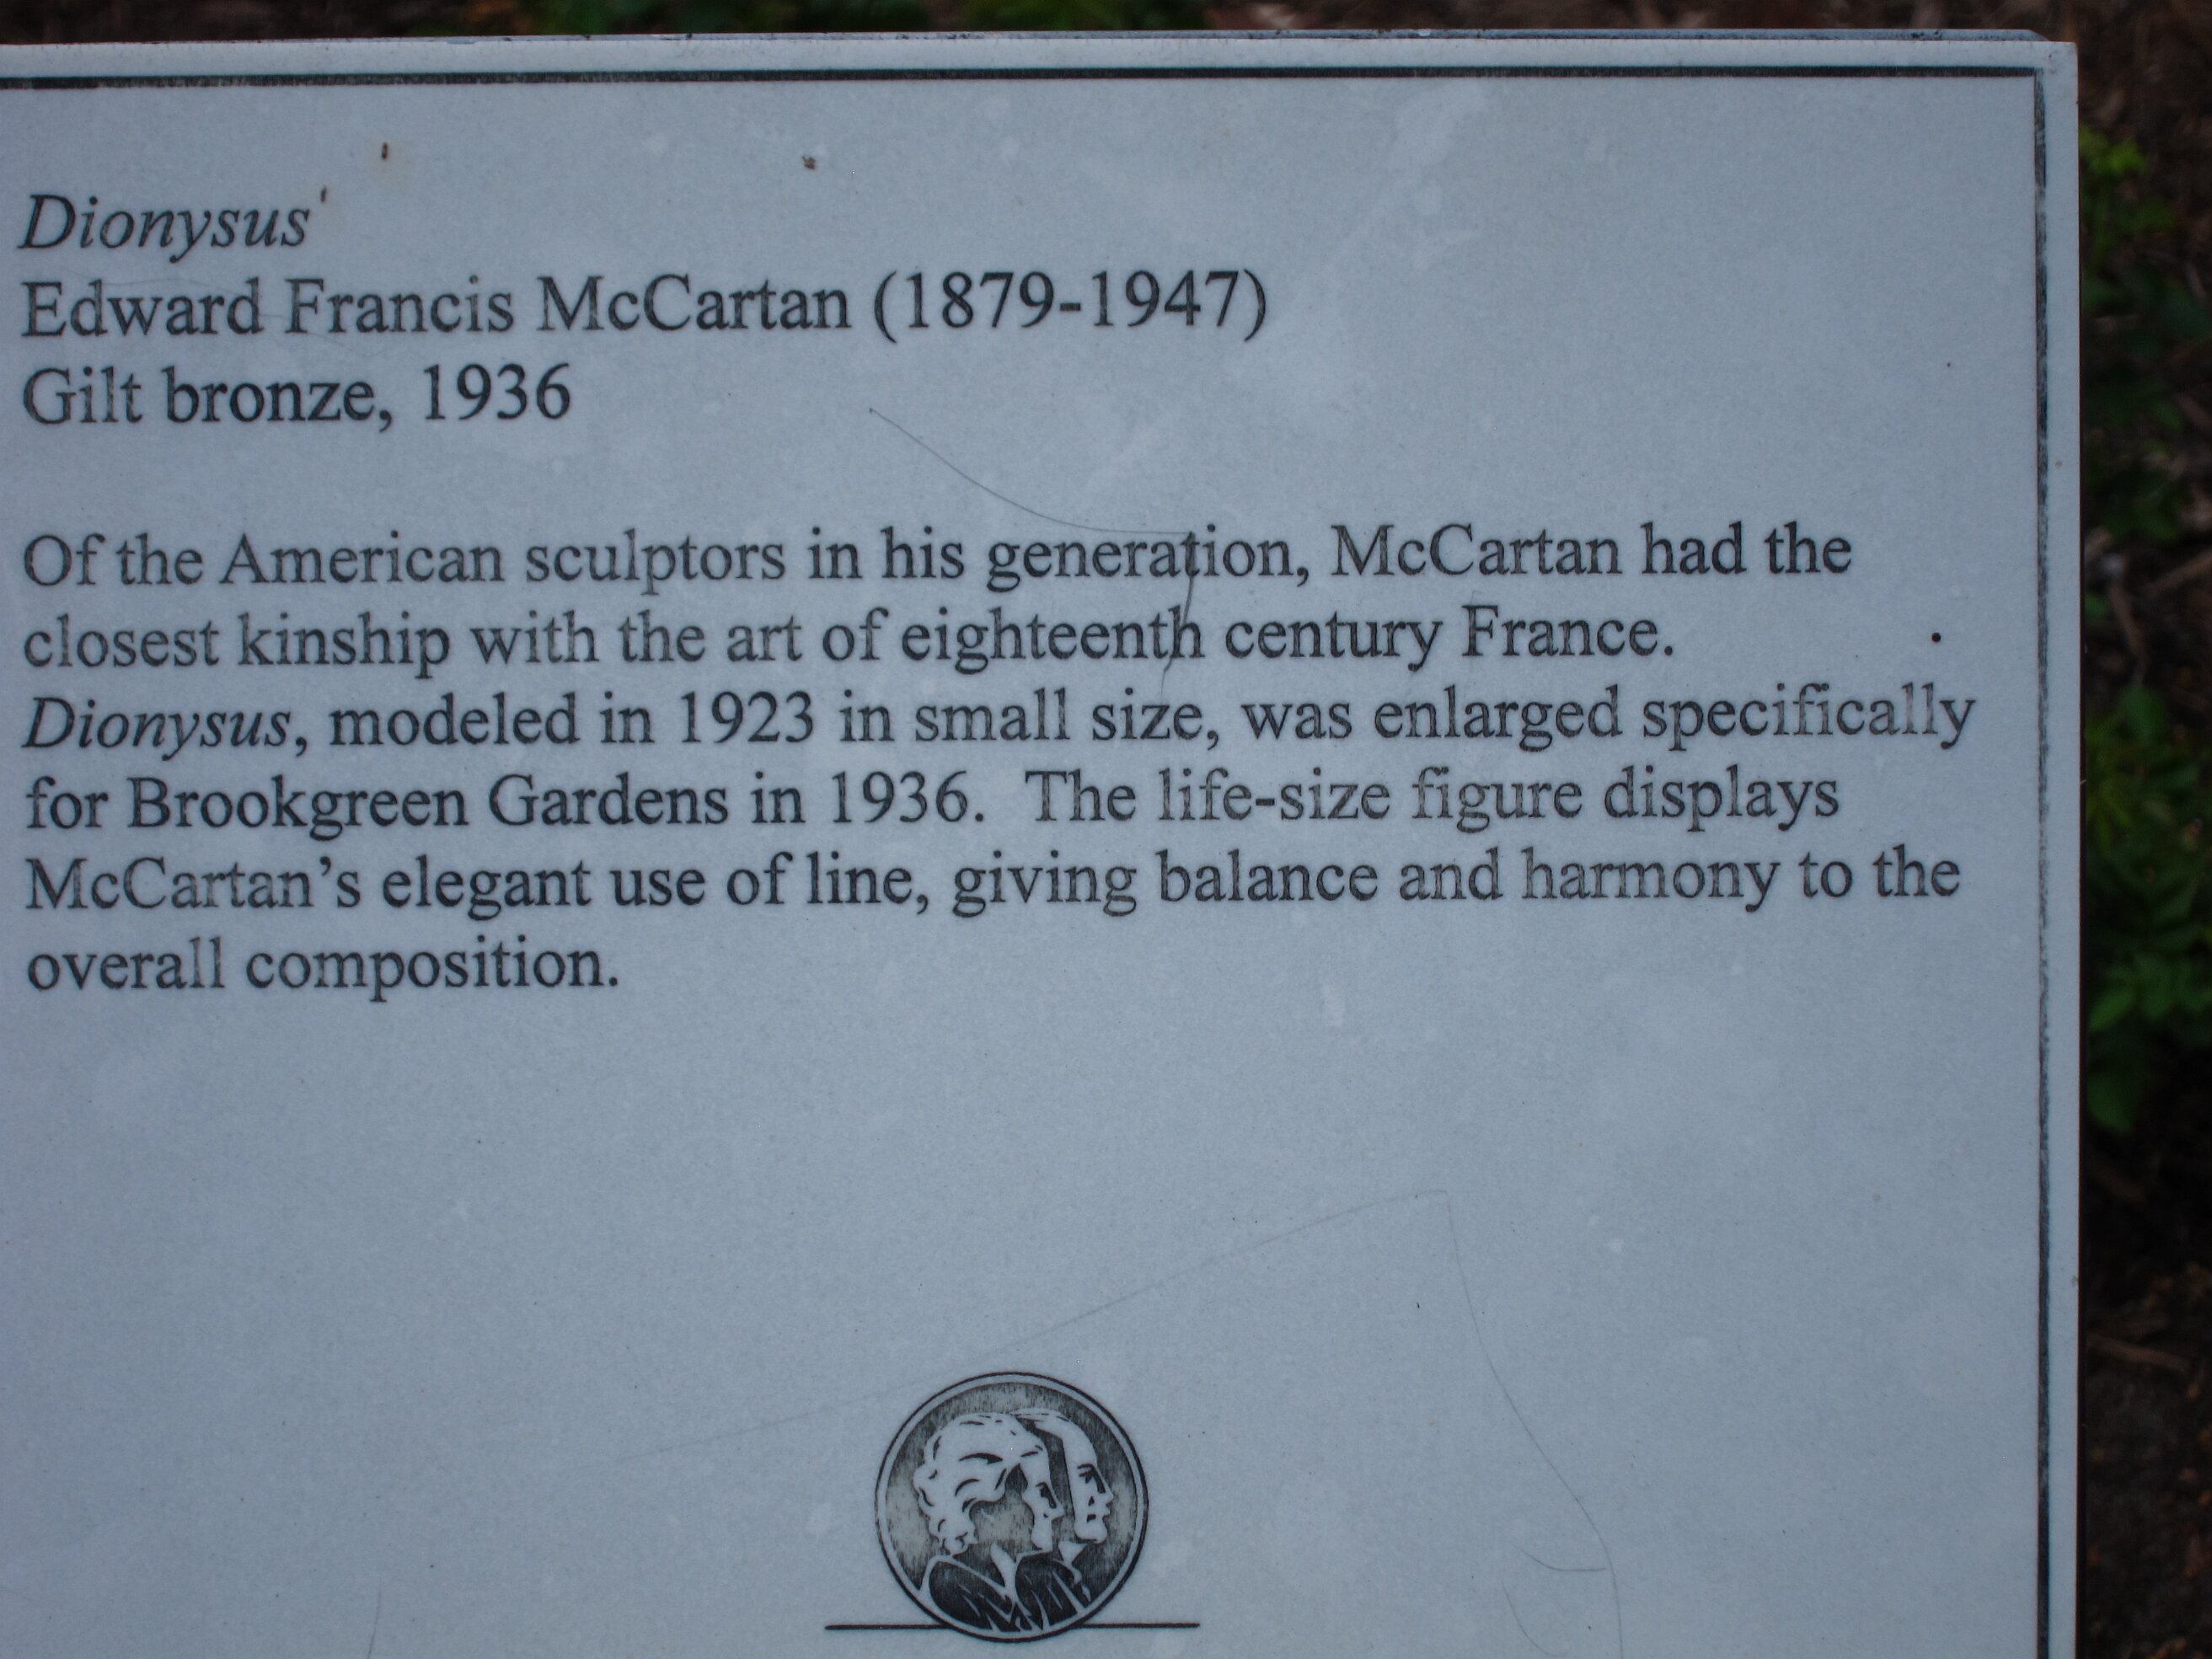 Dionysus
Edward Francis McCartan (1879-1947)
Gilt bronze, 1936
Of the American sculptors in his generation, McCartan had the
closest kinship with the art of eighteenth century France.
Dionysus, modeled in 1923 in small size, was enlarged specifically
for Brookgreen Gardens in 1936. The life-size figure displays
McCartan’s elegant use of line, giving balance and harmony to the
overall composition.